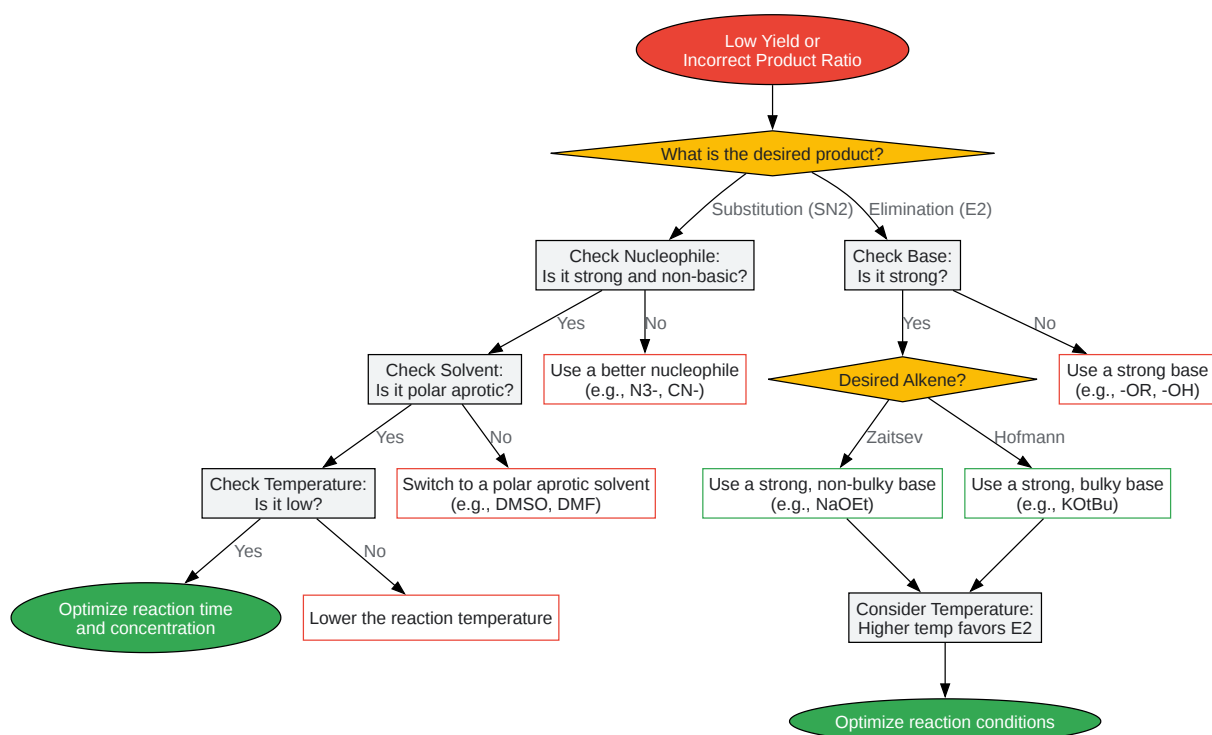 Low Yield or
Incorrect Product Ratio
What is the desired product?
Substitution (SN2)
Elimination (E2)
Check Nucleophile:
Is it strong and non-basic?
Check Base:
Is it strong?
Yes
No
Yes
No
Check Solvent:
Is it polar aprotic?
Use a better nucleophile
(e.g., N3-, CN-)
Desired Alkene?
Use a strong base
(e.g., -OR, -OH)
Yes
No
Zaitsev
Hofmann
Check Temperature:
Is it low?
Switch to a polar aprotic solvent
(e.g., DMSO, DMF)
Use a strong, non-bulky base
(e.g., NaOEt)
Use a strong, bulky base
(e.g., KOtBu)
Yes
No
Optimize reaction time
and concentration
Lower the reaction temperature
Consider Temperature:
Higher temp favors E2
Optimize reaction conditions